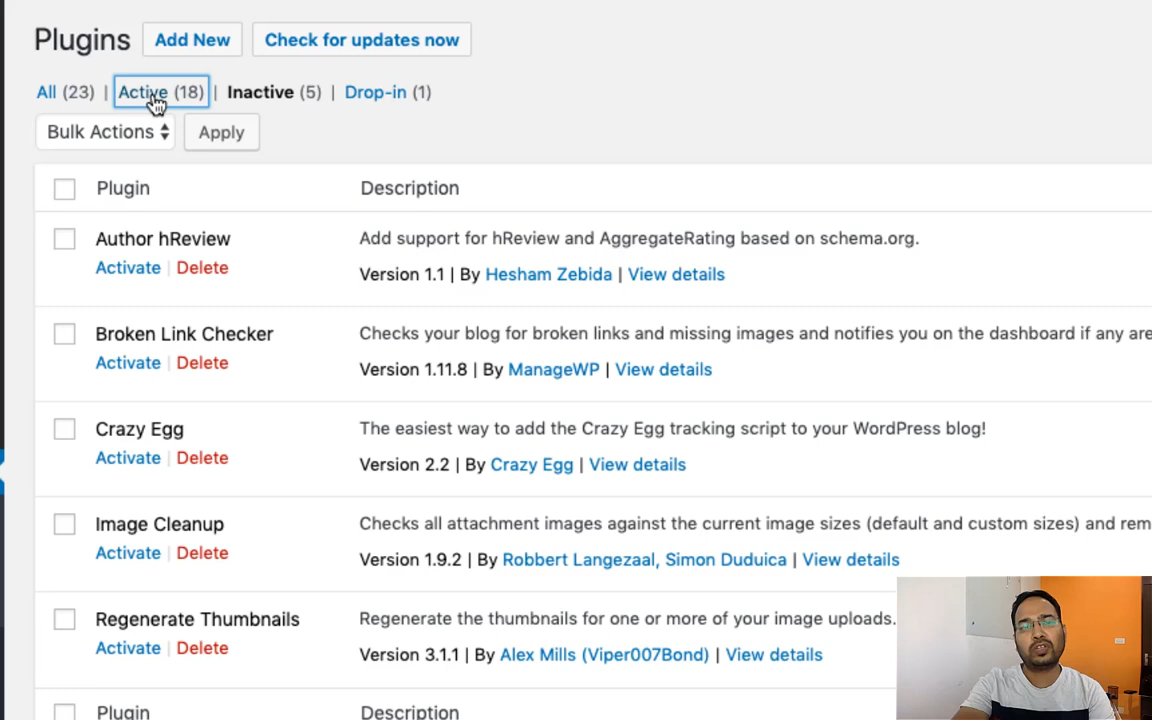 Plugins Add New Check for updates now
All (23) | Active (18) | Inactive (5) | Drop-in (1)
Bulk Actions Apply
Plugin Description
Author hReview Add support for hReview and AggregateRating based on schema.org.
Activate | Delete Version 1.1 | By Hesham Zebida | View details
Broken Link Checker Checks your blog for broken links and missing images and notifies you on the dashboard if any are
Activate | Delete Version 1.11.8 | By ManageWP | View details
Crazy Egg The easiest way to add the Crazy Egg tracking script to your WordPress blog!
Activate | Delete Version 2.2 | By Crazy Egg | View details
Image Cleanup Checks all attachment images against the current image sizes (default and custom sizes) and rem
Activate | Delete Version 1.9.2 | By Robbert Langezaal, Simon Duduica | View details
Regenerate Thumbnails Regenerate the thumbnails for one or more of your image uploads.
Activate | Delete Version 3.1.1 | By Alex Mills (Viper007Bond) | View details
Plugin Description